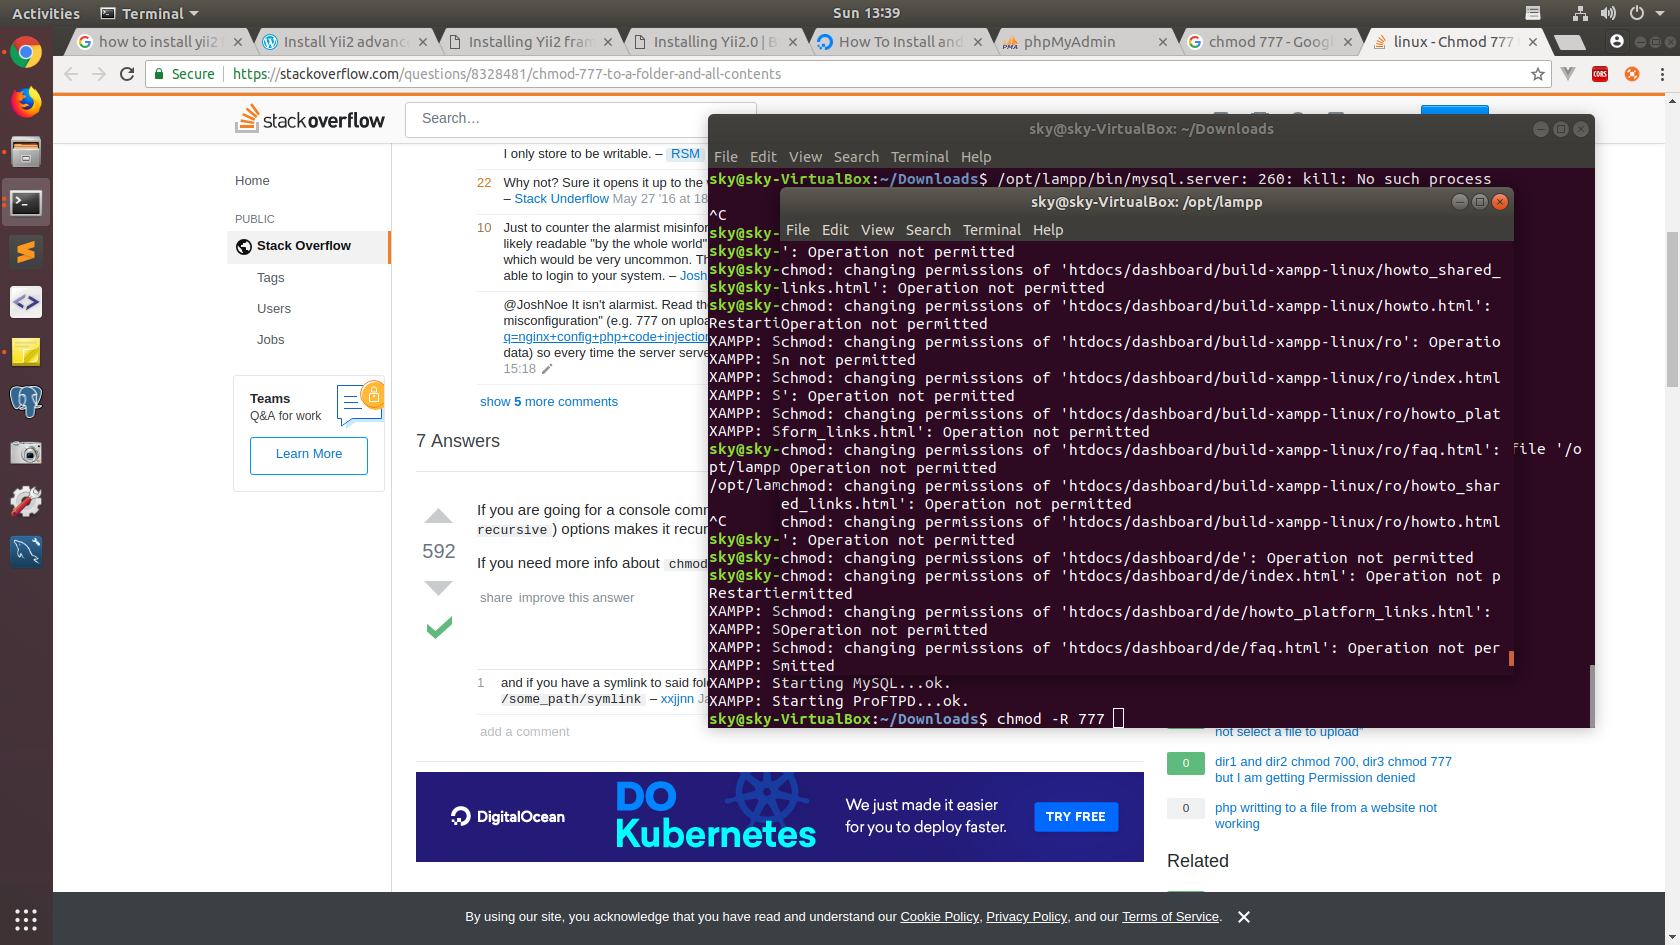 Activities
Terminal
Sun 13:39
how to install yii2
Install Yii2 advanc
Installing Yii2 fram
Installing Yii2.0 | B
How To Install and
phpMyAdmin
chmod 777 - Googl
linux - Chmod 777
Secure
https://stackoverflow.com/questions/8328481/chmod-777-to-a-folder-and-all-contents
CORS
stackoverflow
Search…
Home
PUBLIC
Stack Overflow
Tags
Users
Jobs
Teams
Q&A for work
Learn More
I only store to be writable. – RSM
22
Why not? Sure it opens it up to the
– Stack Underflow May 27 '16 at 18
10
Just to counter the alarmist misinfor
likely readable "by the whole world"
which would be very uncommon. Th
able to login to your system. – Josh
@JoshNoe It isn't alarmist. Read th
misconfiguration" (e.g. 777 on uploa
q=nginx+config+php+code+injection
data) so every time the server serve
15:18
show 5 more comments
7 Answers
592
If you are going for a console comm
recursive ) options makes it recur
If you need more info about chmod
share improve this answer
1
and if you have a symlink to said fol
/some_path/symlink – xxjjnn Ja
add a comment
sky@sky-VirtualBox: ~/Downloads
File Edit View Search Terminal Help
sky@sky-VirtualBox:~/Downloads$ /opt/lampp/bin/mysql.server: 260: kill: No such process
^C
sky@sky-
sky@sky-
sky@sky-
sky@sky-
sky@sky-
Restarti
XAMPP: S
XAMPP: S
XAMPP: S
XAMPP: S
XAMPP: S
XAMPP: S
sky@sky-
file '/o
pt/lampp
/opt/lam
^C
sky@sky-
sky@sky-
sky@sky-
Restarti
XAMPP: S
XAMPP: S
XAMPP: S
XAMPP: S
XAMPP: Starting MySQL...ok.
XAMPP: Starting ProFTPD...ok.
sky@sky-VirtualBox:~/Downloads$ chmod -R 777
sky@sky-VirtualBox: /opt/lampp
File Edit View Search Terminal Help
': Operation not permitted
chmod: changing permissions of 'htdocs/dashboard/build-xampp-linux/howto_shared_
links.html': Operation not permitted
chmod: changing permissions of 'htdocs/dashboard/build-xampp-linux/howto.html':
Operation not permitted
chmod: changing permissions of 'htdocs/dashboard/build-xampp-linux/ro': Operatio
n not permitted
chmod: changing permissions of 'htdocs/dashboard/build-xampp-linux/ro/index.html
': Operation not permitted
chmod: changing permissions of 'htdocs/dashboard/build-xampp-linux/ro/howto_plat
form_links.html': Operation not permitted
chmod: changing permissions of 'htdocs/dashboard/build-xampp-linux/ro/faq.html':
Operation not permitted
chmod: changing permissions of 'htdocs/dashboard/build-xampp-linux/ro/howto_shar
ed_links.html': Operation not permitted
chmod: changing permissions of 'htdocs/dashboard/build-xampp-linux/ro/howto.html
': Operation not permitted
chmod: changing permissions of 'htdocs/dashboard/de': Operation not permitted
chmod: changing permissions of 'htdocs/dashboard/de/index.html': Operation not p
ermitted
chmod: changing permissions of 'htdocs/dashboard/de/howto_platform_links.html':
Operation not permitted
chmod: changing permissions of 'htdocs/dashboard/de/faq.html': Operation not per
mitted
not select a file to upload"
0
dir1 and dir2 chmod 700, dir3 chmod 777
but I am getting Permission denied
0
php writting to a file from a website not
working
Related
DigitalOcean
DO
Kubernetes
We just made it easier
for you to deploy faster.
TRY FREE
By using our site, you acknowledge that you have read and understand our Cookie Policy, Privacy Policy, and our Terms of Service.